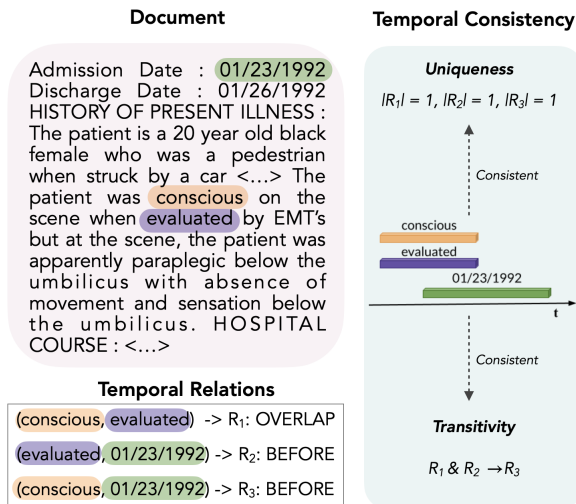 Document
Admission Date : 01/23/1992
Discharge Date : 01/26/1992
HISTORY OF PRESENT ILLNESS :
The patient is a 20 year old black
female who was a pedestrian
when struck by a car <...> The
patient was conscious on the
scene when evaluated by EMT's
but at the scene, the patient was
apparently paraplegic below the
umbilicus with absence of
movement and sensation below
the umbilicus. HOSPITAL
COURSE : <...>
Temporal Relations
(conscious, evaluated) -> R₁: OVERLAP
(evaluated, 01/23/1992) -> R₂: BEFORE
(conscious, 01/23/1992) -> R₃: BEFORE
Temporal Consistency
Uniqueness
|R₁| = 1, |R₂| = 1, |R₃| = 1
Consistent
conscious
evaluated
01/23/1992
t
Consistent
Transitivity
R₁ & R₂ →R₃